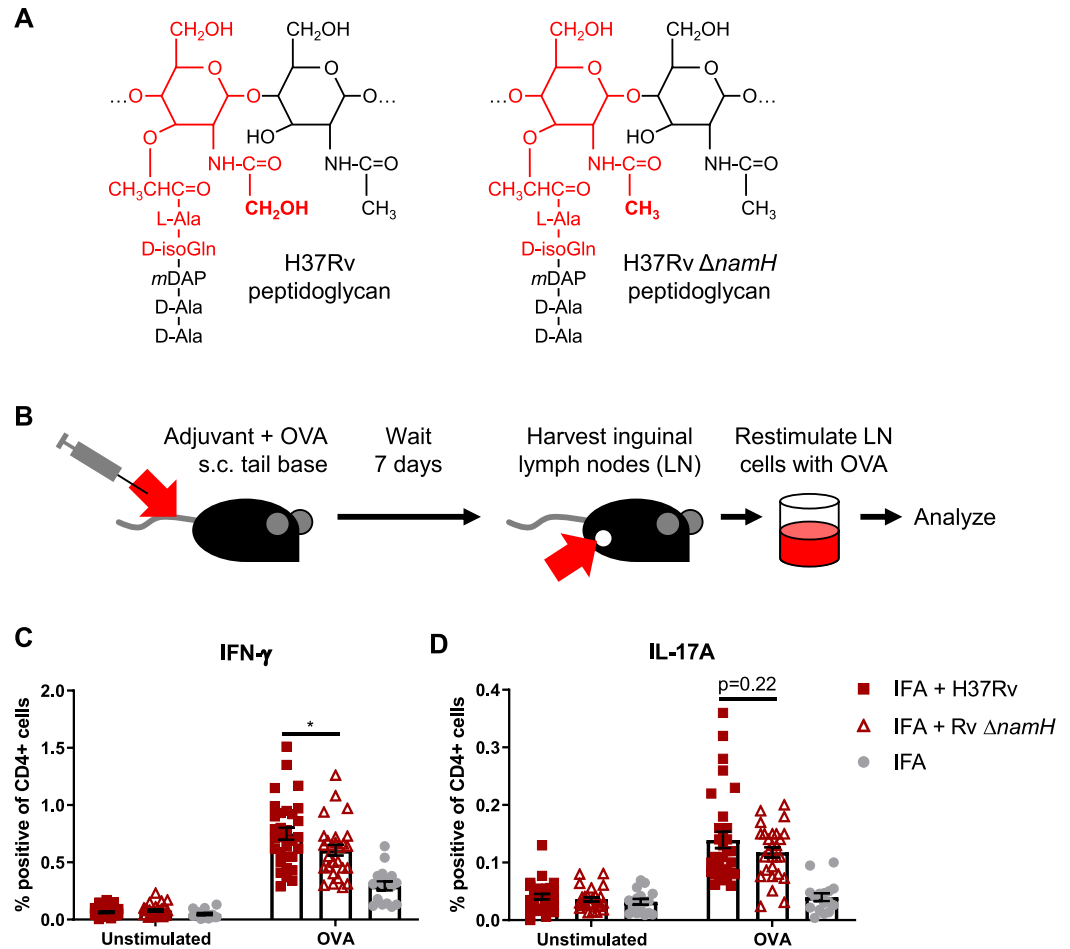 A
CH₂OH
CH₂OH
O
O
...O
O
O...
O
HO
NH-C=O
NH-C=O
CH₃CHC=O
CH₂OH
CH₃
L-Ala
D-isoGln
mDAP
D-Ala
D-Ala
H37Rv
peptidoglycan
CH₂OH
CH₂OH
O
O
...O
O
O...
O
HO
NH-C=O
NH-C=O
CH₃CHC=O
CH₃
CH₃
L-Ala
D-isoGln
mDAP
D-Ala
D-Ala
H37Rv ΔnamH
peptidoglycan
B
Adjuvant + OVA
s.c. tail base
Wait
7 days
Harvest inguinal
lymph nodes (LN)
Restimulate LN
cells with OVA
Analyze
C
IFN-γ
% positive of CD4+ cells
2.0
1.5
1.0
0.5
0.0
*
Unstimulated
OVA
D
IL-17A
% positive of CD4+ cells
0.4
0.3
0.2
0.1
0.0
p=0.22
Unstimulated
OVA
IFA + H37Rv
IFA + Rv ΔnamH
IFA